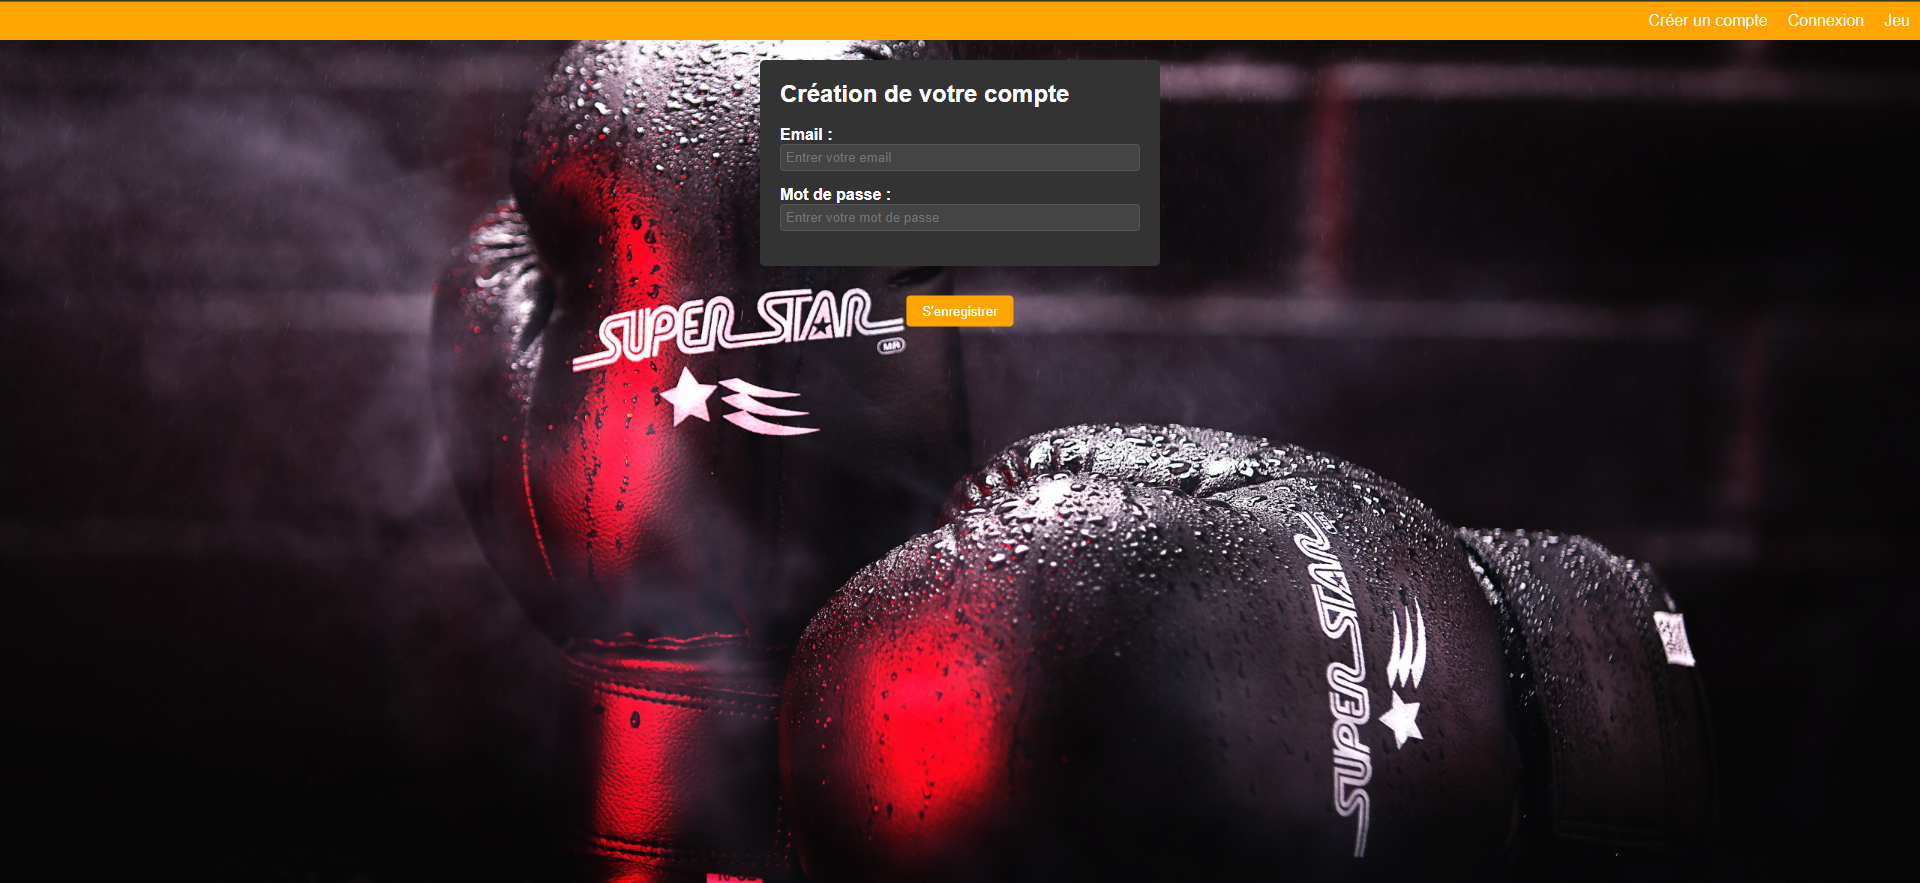 Créer un compte Connexion Jeu
Création de votre compte
Email :
Entrer votre email
Mot de passe :
Entrer votre mot de passe
S'enregistrer
SUPER STAR
MR
SUPER STAR